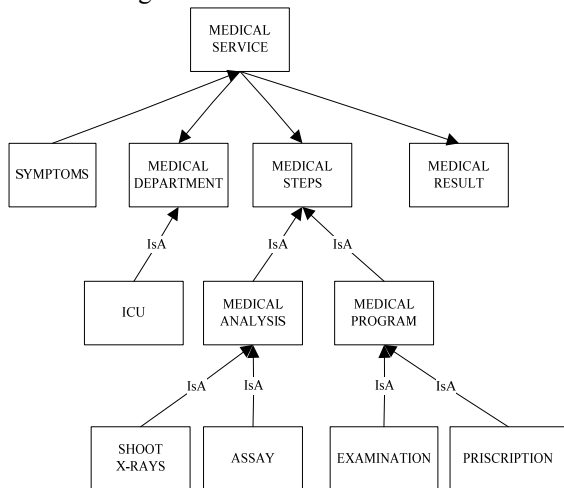 MEDICAL
SERVICE
SYMPTOMS
MEDICAL
DEPARTMENT
MEDICAL
STEPS
MEDICAL
RESULT
IsA
IsA
IsA
ICU
MEDICAL
ANALYSIS
MEDICAL
PROGRAM
IsA
IsA
IsA
IsA
SHOOT
X-RAYS
ASSAY
EXAMINATION
PRISCRIPTION